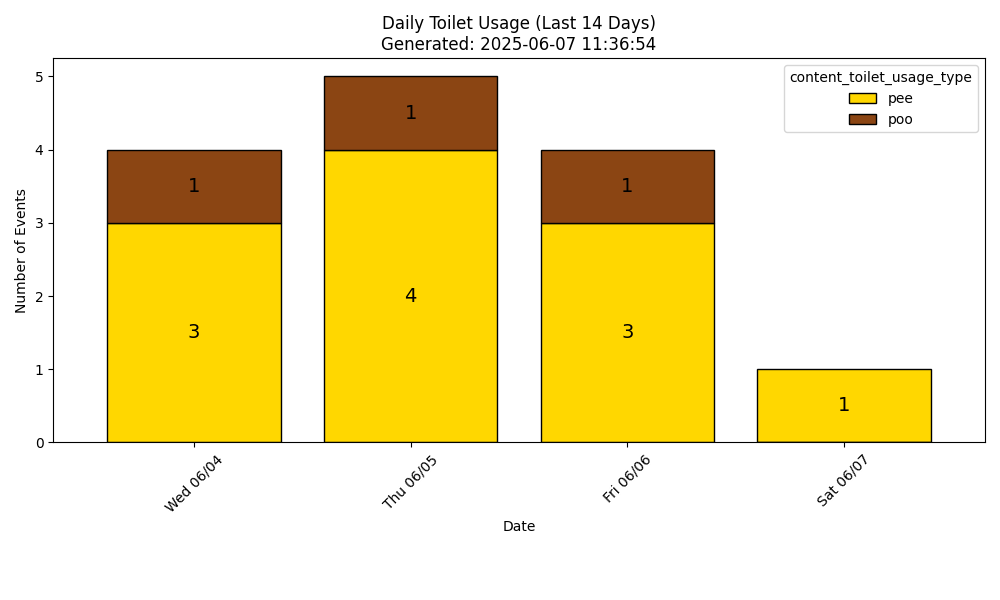 Daily Toilet Usage (Last 14 Days)
Generated: 2025-06-07 11:36:54
content_toilet_usage_type
pee
poo
Number of Events
5
4
3
2
1
0
1
3
1
4
1
3
1
Wed 06/04
Thu 06/05
Fri 06/06
Sat 06/07
Date